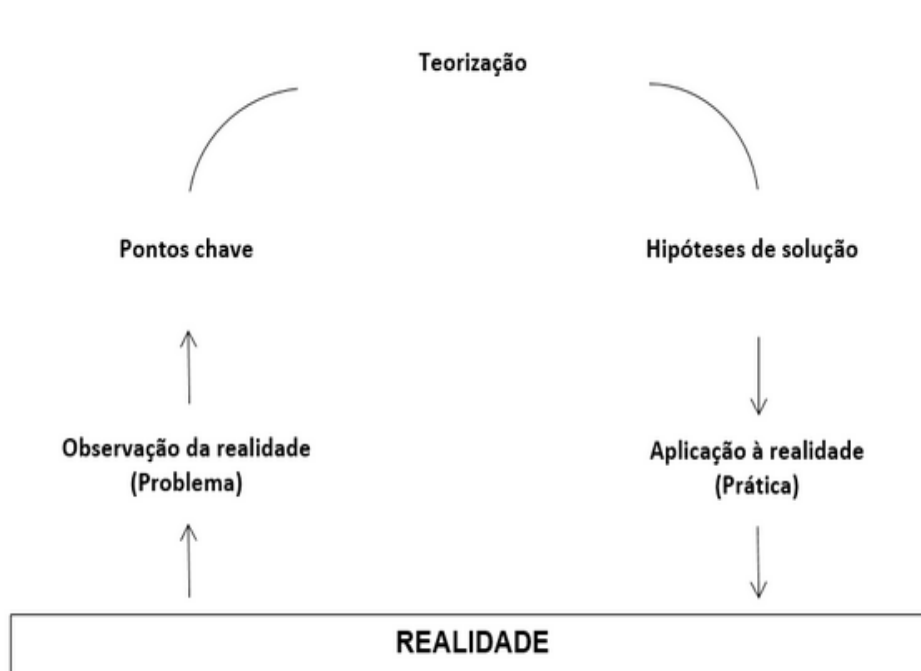 Teorização
Pontos chave
Hipóteses de solução
Observação da realidade
(Problema)
Aplicação à realidade
(Prática)
REALIDADE